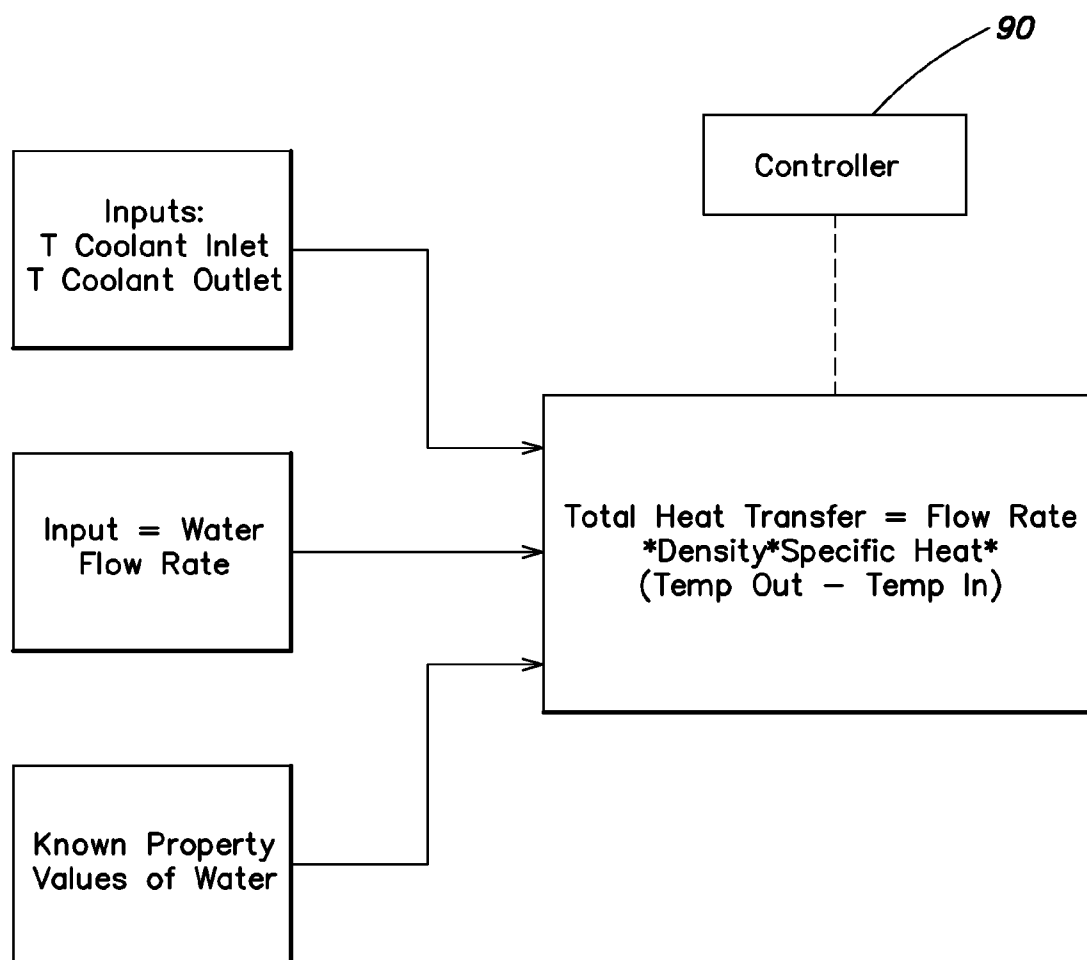 90
Controller
Inputs:
T Coolant Inlet
T Coolant Outlet
Input = Water
Flow Rate
Total Heat Transfer = Flow Rate
*Density*Specific Heat*
(Temp Out – Temp In)
Known Property
Values of Water